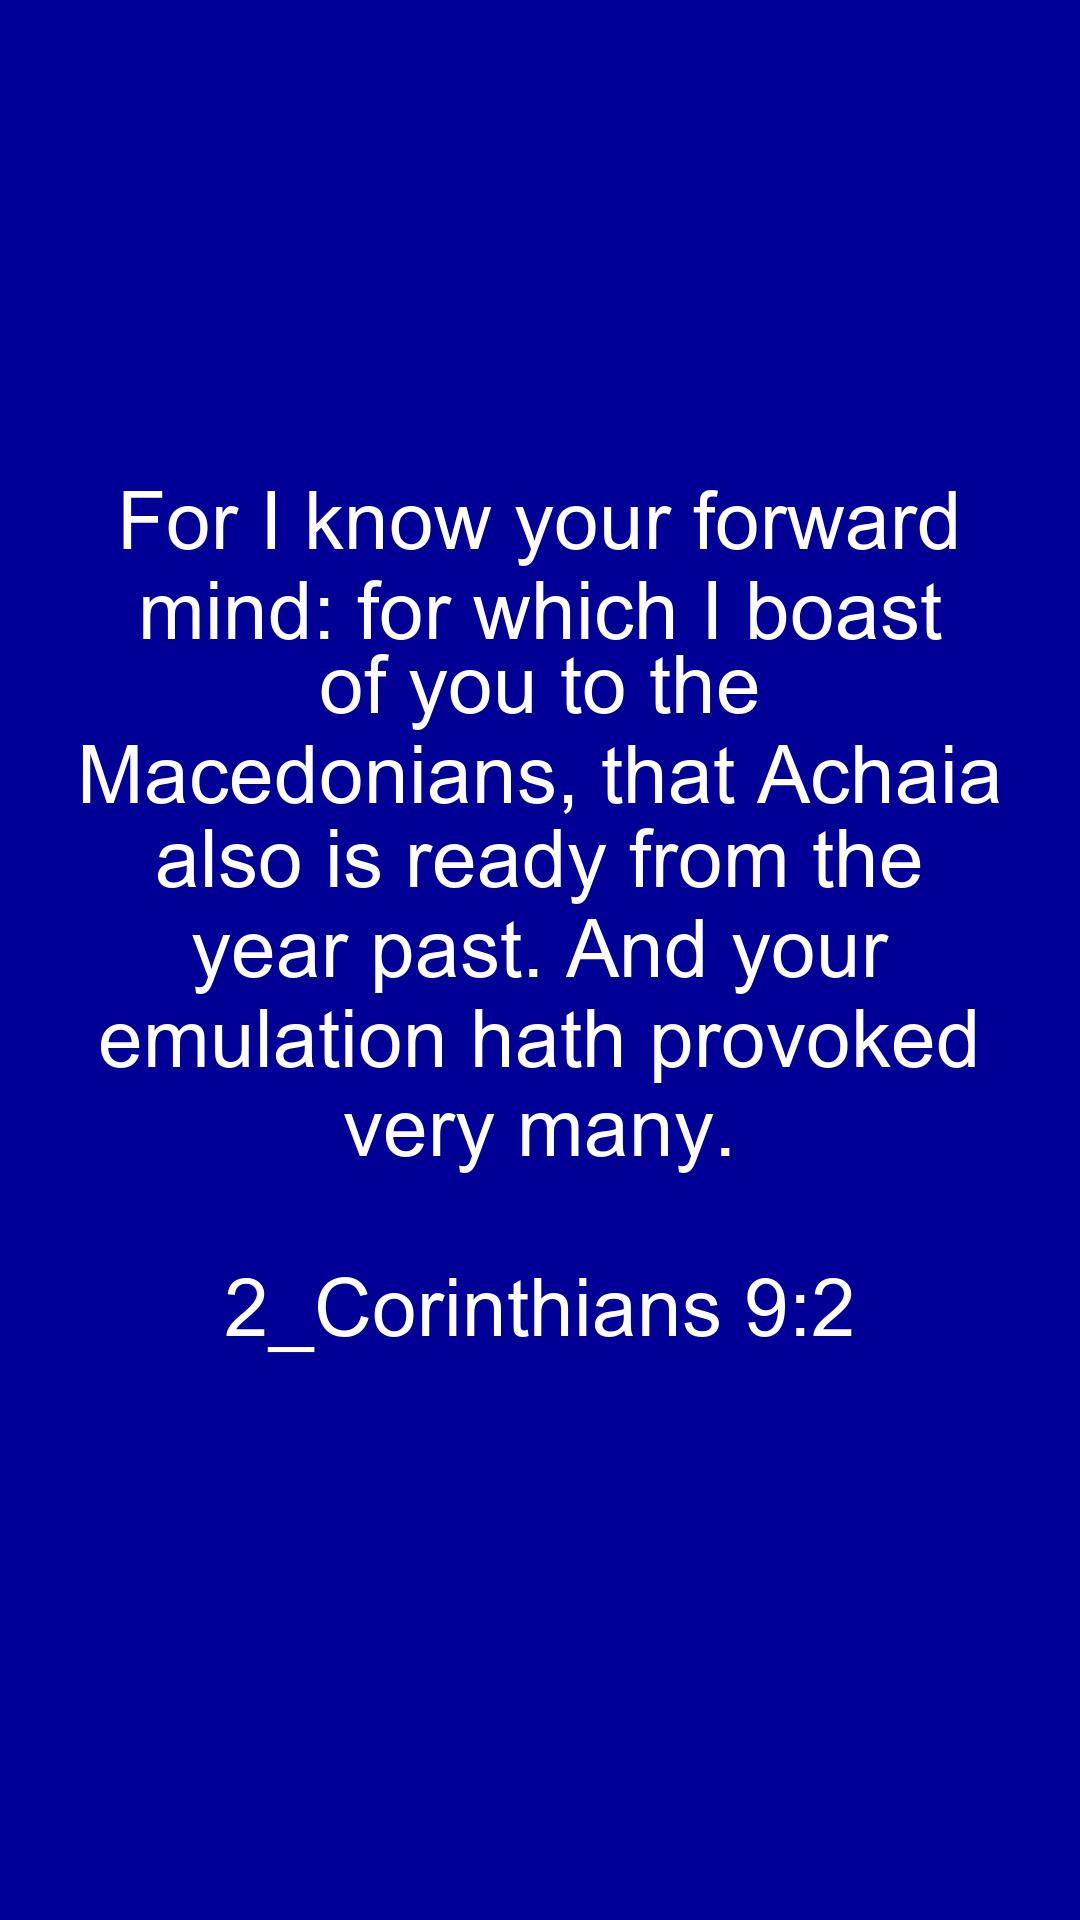 For I know your forward
mind: for which I boast
of you to the
Macedonians, that Achaia
also is ready from the
year past. And your
emulation hath provoked
very many.
2_Corinthians 9:2